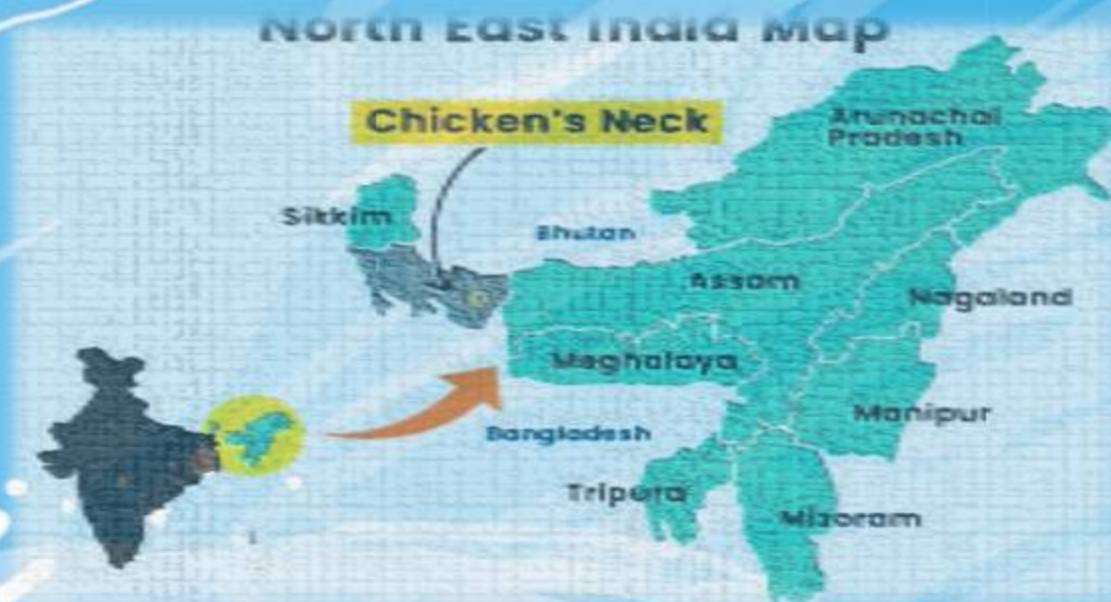 North East India Map
Chicken's Neck
Arunachal
Pradesh
Sikkim
Bhutan
Assam
Nagaland
Meghalaya
Manipur
Bangladesh
Tripura
Mizoram